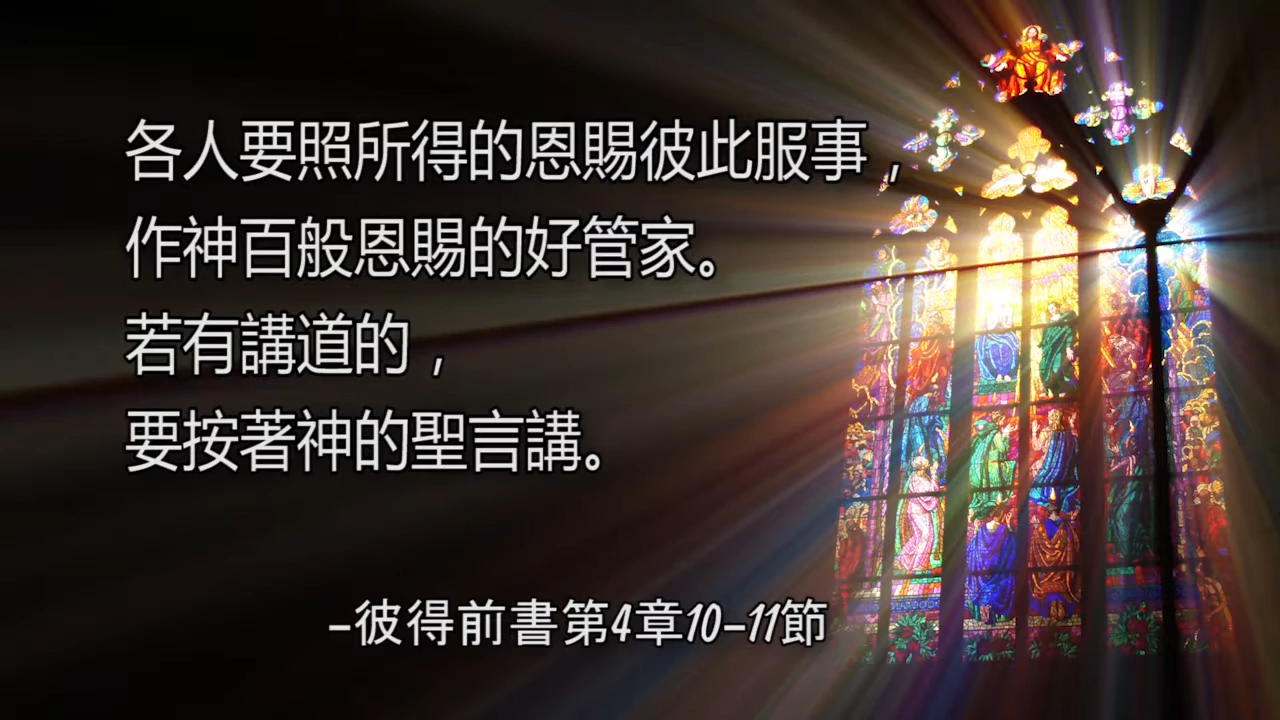 各人要照所得的恩賜彼此服事，
作神百般恩賜的好管家。
若有講道的，
要按著神的聖言講。
–彼得前書第4章10–11節